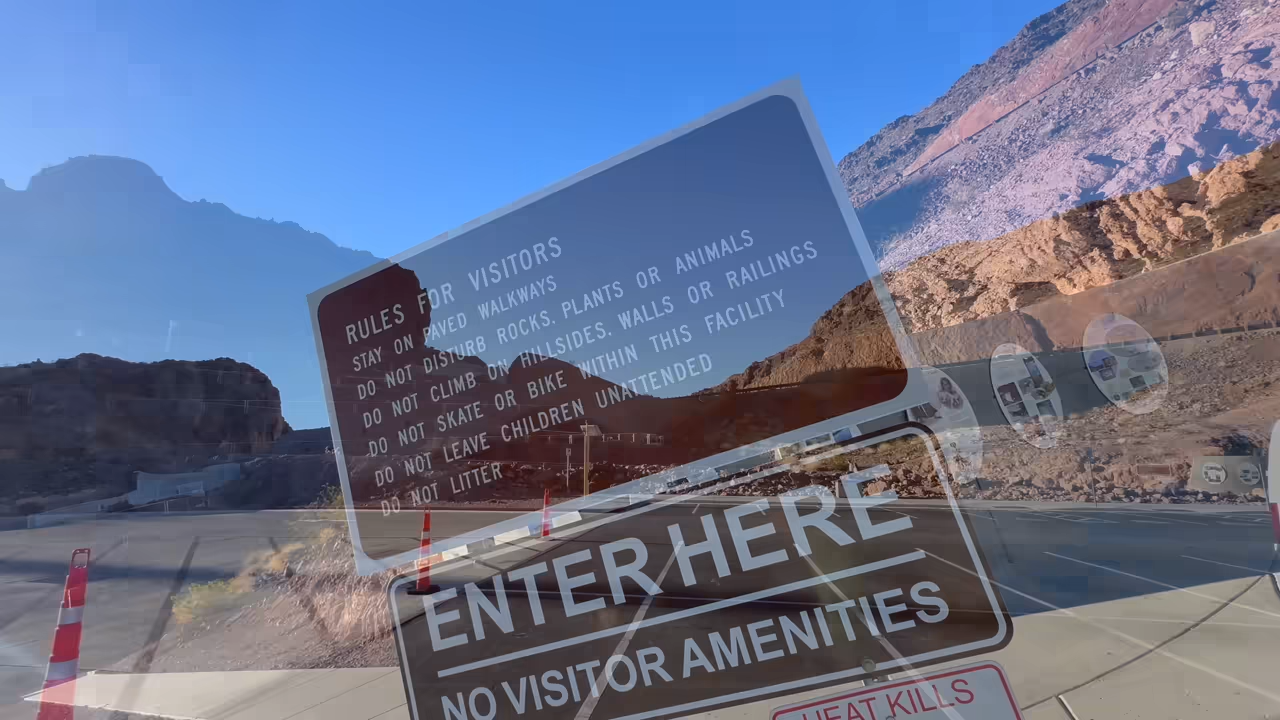 RULES FOR VISITORS
STAY ON PAVED WALKWAYS
DO NOT DISTURB ROCKS, PLANTS OR ANIMALS
DO NOT CLIMB ON HILLSIDES, WALLS OR RAILINGS
DO NOT SKATE OR BIKE WITHIN THIS FACILITY
DO NOT LEAVE CHILDREN UNATTENDED
DO NOT LITTER
ENTER HERE
NO VISITOR AMENITIES
HEAT KILLS